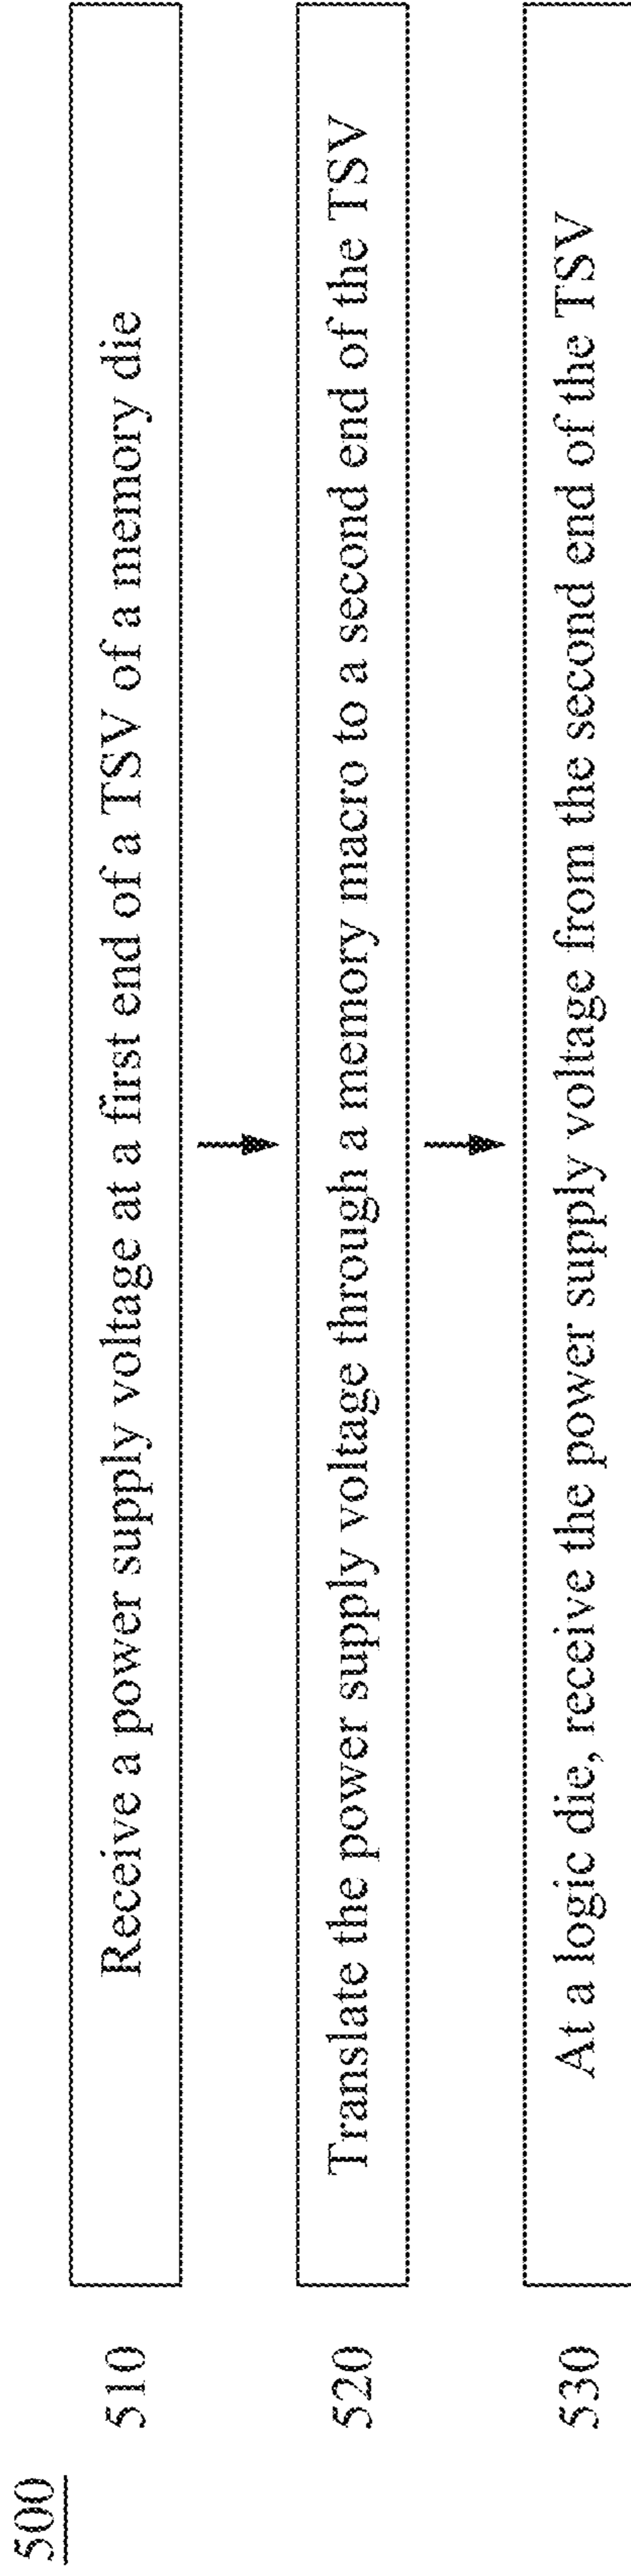 500
510 Receive a power supply voltage at a first end of a TSV of a memory die
520 Translate the power supply voltage through a memory macro to a second end of the TSV
530 At a logic die, receive the power supply voltage from the second end of the TSV